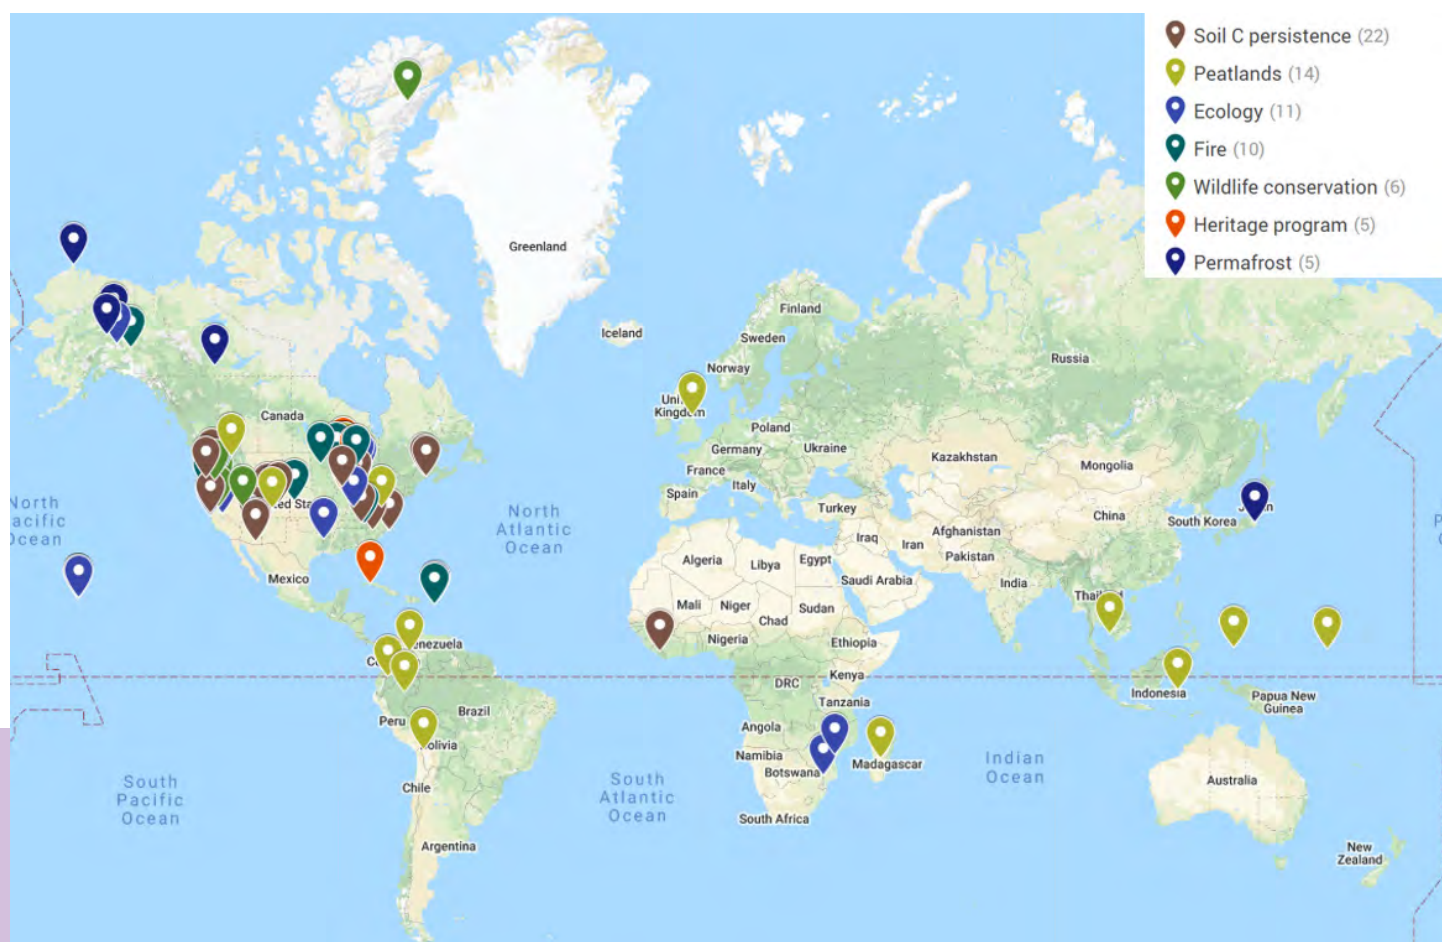 Soil C persistence (22)
Peatlands (14)
Ecology (11)
Fire (10)
Wildlife conservation (6)
Heritage program (5)
Permafrost (5)
Greenland
Iceland
Finland
Sweden
Norway
Russia
Canada
Kingdom
Poland
Germany
Ukraine
France
Kazakhstan
Mongolia
Italy
Spain
Turkey
China
South Korea
North
Atlantic
Ocean
Afghanistan
Iraq
Iran
Pakistan
Algeria
Libya
Egypt
Saudi Arabia
India
Mexico
Mali
Niger
Chad
Sudan
Nigeria
Ethiopia
DRC
Kenya
Tanzania
Indonesia
Papua New
Guinea
Peru
Brazil
Angola
Namibia
Botswana
Madagascar
Chile
South
Pacific
Ocean
South
Atlantic
Ocean
Indian
Ocean
Australia
South Africa
Argentina
New
Zealand